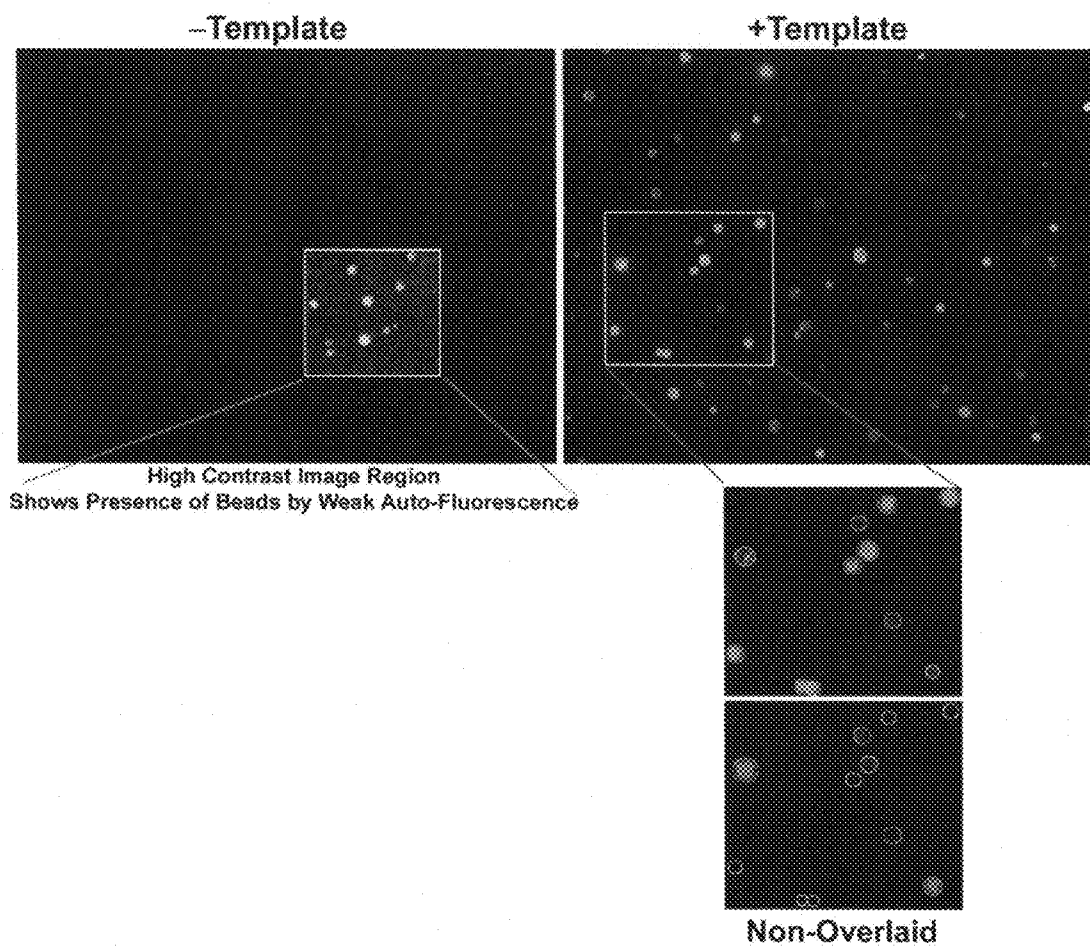 –Template
+Template
High Contrast Image Region
Shows Presence of Beads by Weak Auto-Fluorescence
Non-Overlaid